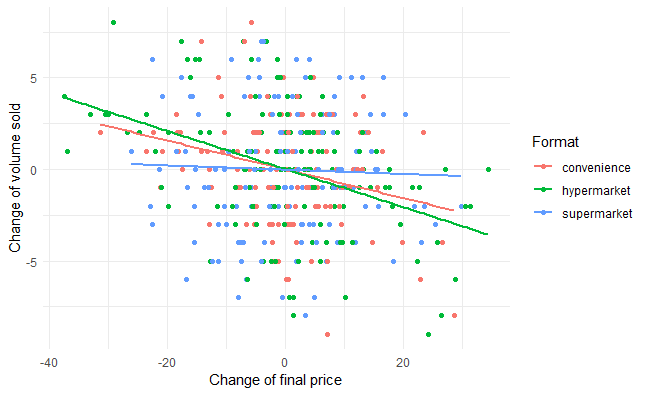 Change of volume sold
5
0
-5
-40
-20
0
20
Change of final price
Format
convenience
hypermarket
supermarket